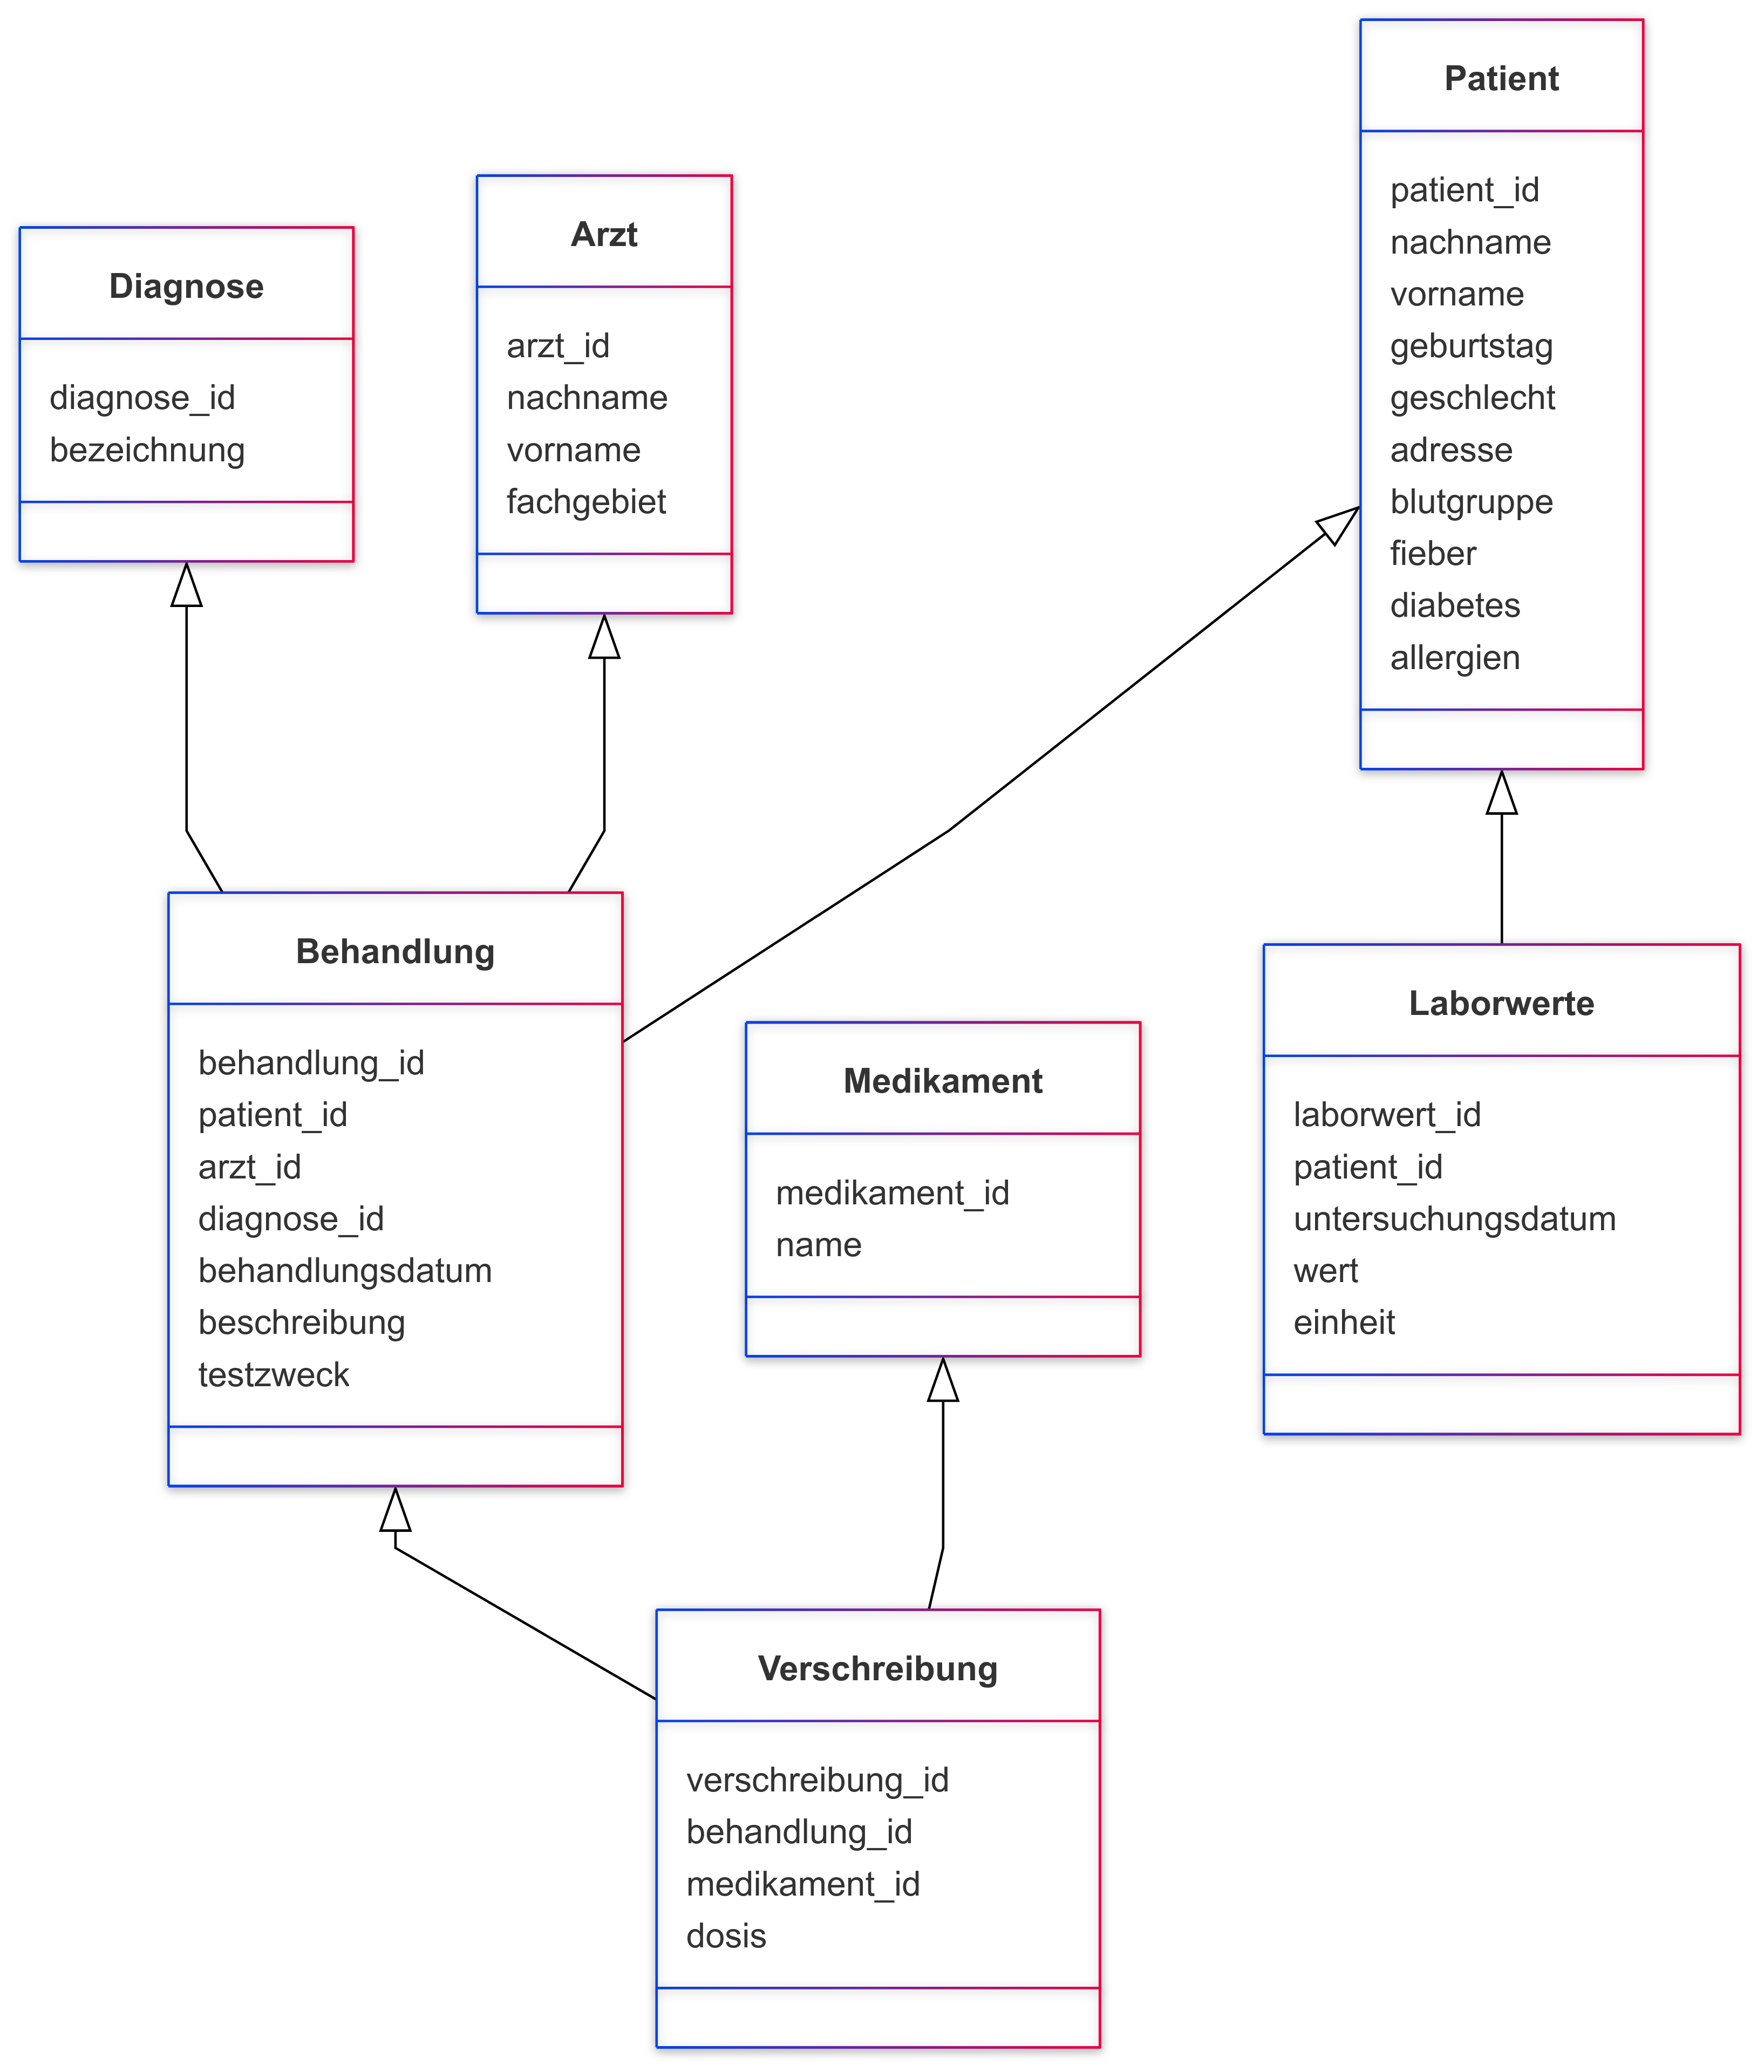 Diagnose
diagnose_id
bezeichnung
Arzt
arzt_id
nachname
vorname
fachgebiet
Patient
patient_id
nachname
vorname
geburtstag
geschlecht
adresse
blutgruppe
fieber
diabetes
allergien
Behandlung
behandlung_id
patient_id
arzt_id
diagnose_id
behandlungsdatum
beschreibung
testzweck
Medikament
medikament_id
name
Laborwerte
laborwert_id
patient_id
untersuchungsdatum
wert
einheit
Verschreibung
verschreibung_id
behandlung_id
medikament_id
dosis